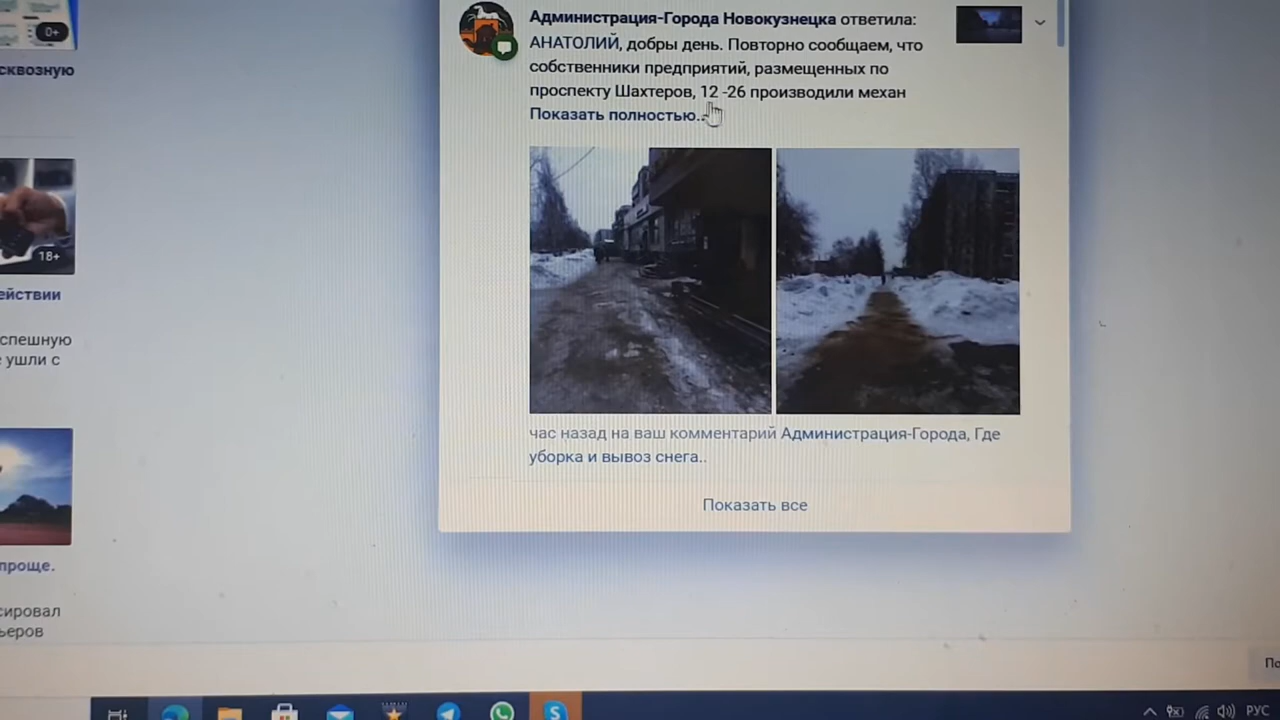 0+
сквозную
18+
ействии
спешную
ушли с
проще.
сировал
ьеров
Администрация-Города Новокузнецка ответила:
АНАТОЛИЙ, добры день. Повторно сообщаем, что
собственники предприятий, размещенных по
проспекту Шахтеров, 12 -26 производили механ
Показать полностью..
час назад на ваш комментарий Администрация-Города, Где
уборка и вывоз снега..
Показать все
По
РУС